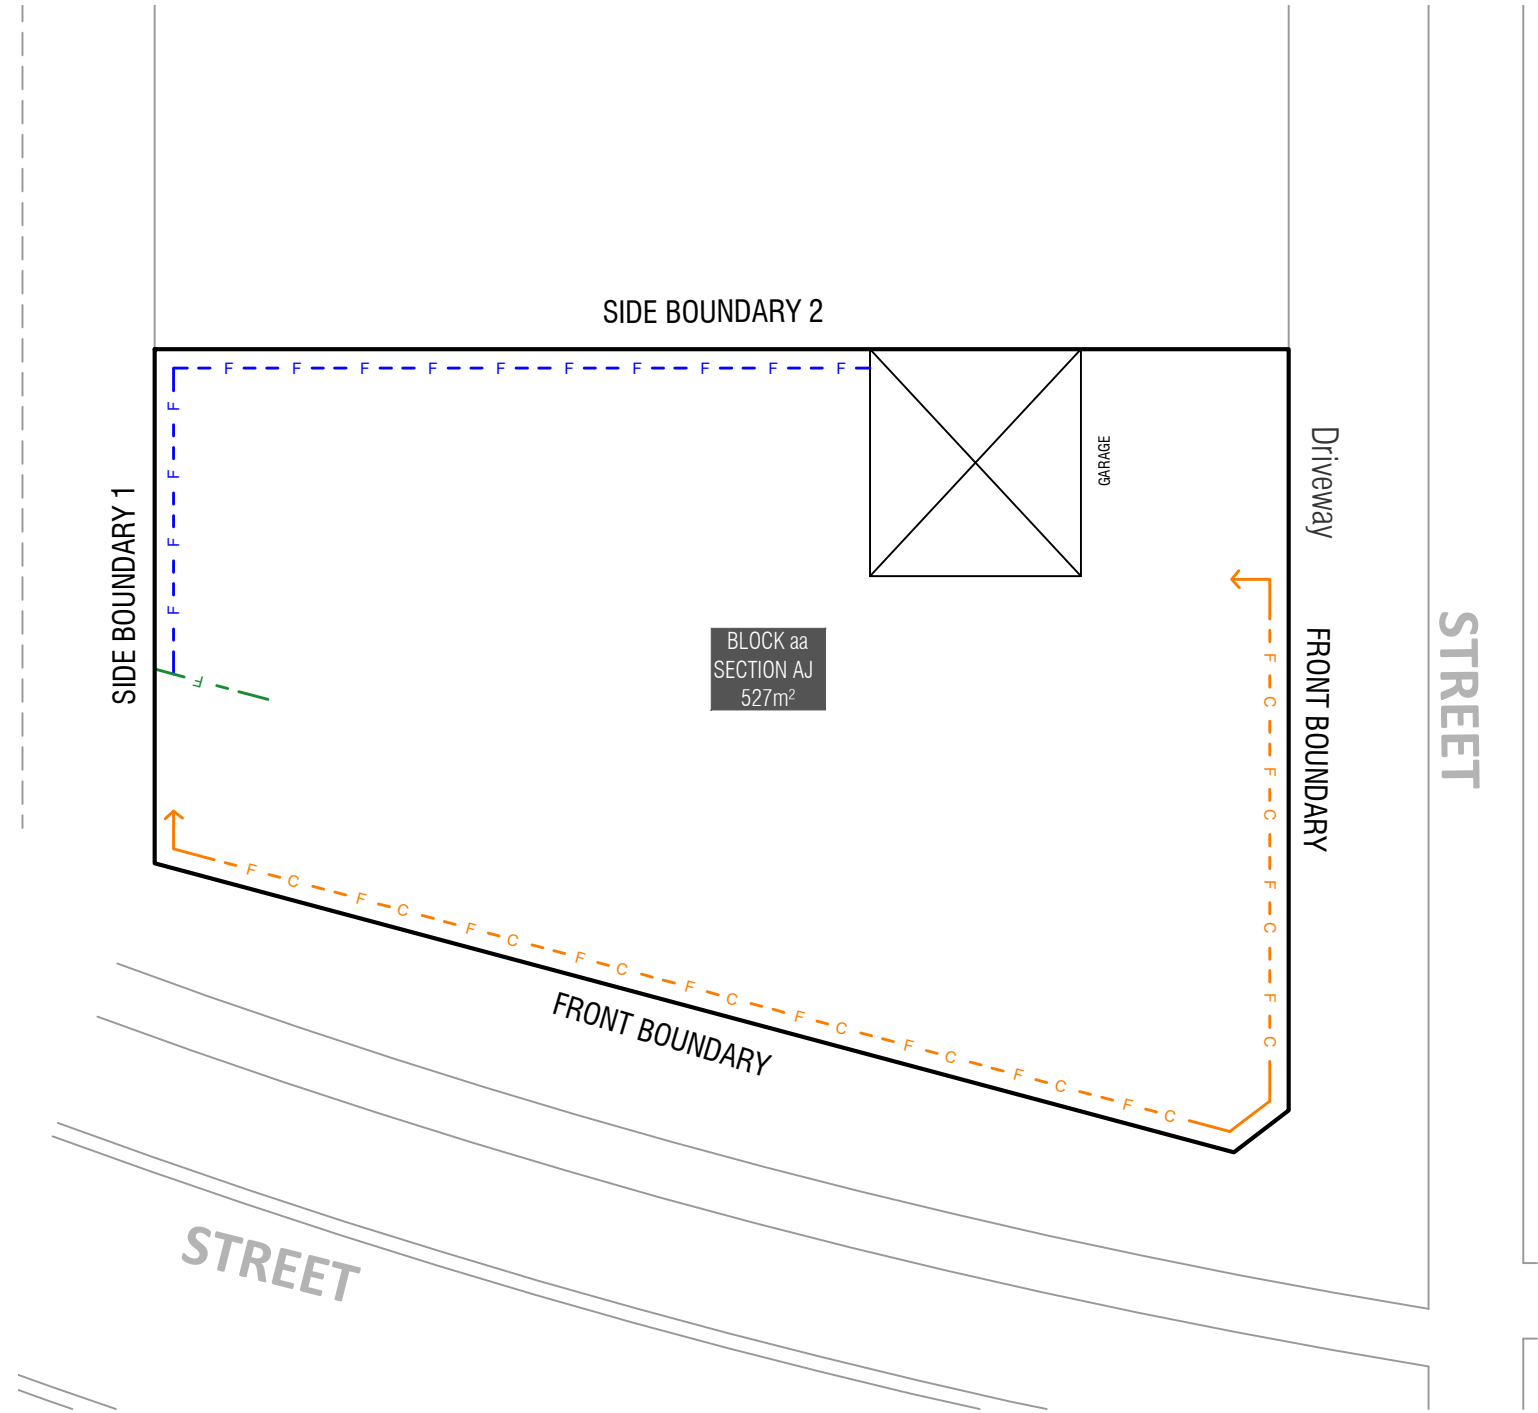 SIDE BOUNDARY 2
F F F F F F F F F F
F
F
F
F
SIDE BOUNDARY 1
F
GARAGE
Driveway
BLOCK aa
SECTION AJ
527m²
FRONT BOUNDARY
STREET
F
C
F
C
F
C
F
C
F C F C F C F C F C F C F C F C F C
FRONT BOUNDARY
STREET